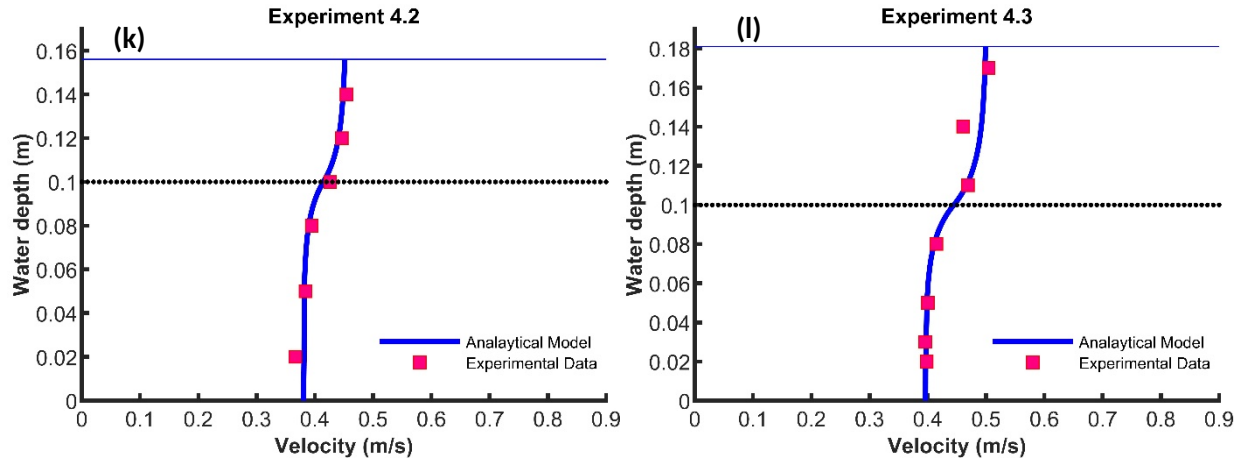 Experiment 4.2
(k)
0.16
0.14
0.12
0.1
0.08
0.06
0.04
0.02
0
Water depth (m)
Analaytical Model
Experimental Data
0 0.1 0.2 0.3 0.4 0.5 0.6 0.7 0.8 0.9
Velocity (m/s)
Experiment 4.3
(l)
0.18
0.16
0.14
0.12
0.1
0.08
0.06
0.04
0.02
0
Water depth (m)
Analaytical Model
Experimental Data
0 0.1 0.2 0.3 0.4 0.5 0.6 0.7 0.8 0.9
Velocity (m/s)